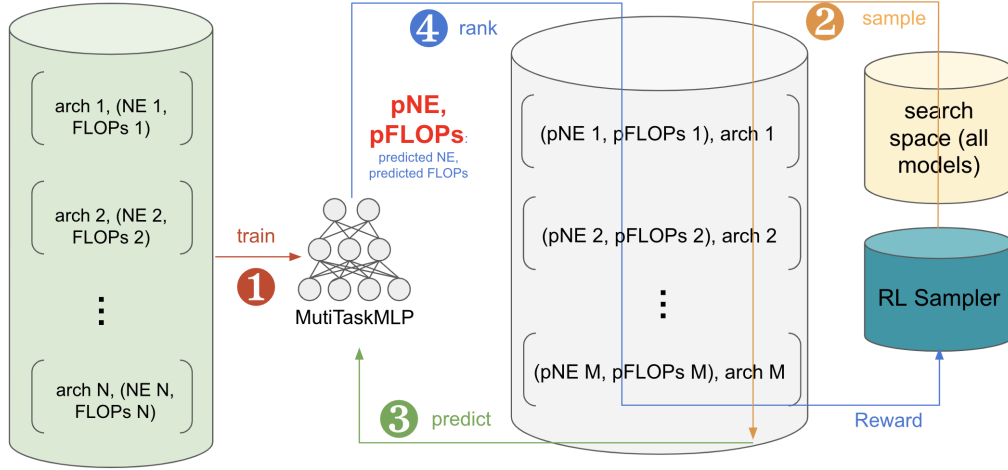 arch 1, (NE 1,
FLOPs 1)
arch 2, (NE 2,
FLOPs 2)
⋮
arch N, (NE N,
FLOPs N)
train
1
MutiTaskMLP
pNE,
pFLOPs:
predicted NE,
predicted FLOPs
4 rank
3 predict
(pNE 1, pFLOPs 1), arch 1
(pNE 2, pFLOPs 2), arch 2
⋮
(pNE M, pFLOPs M), arch M
2 sample
search
space (all
models)
RL Sampler
Reward